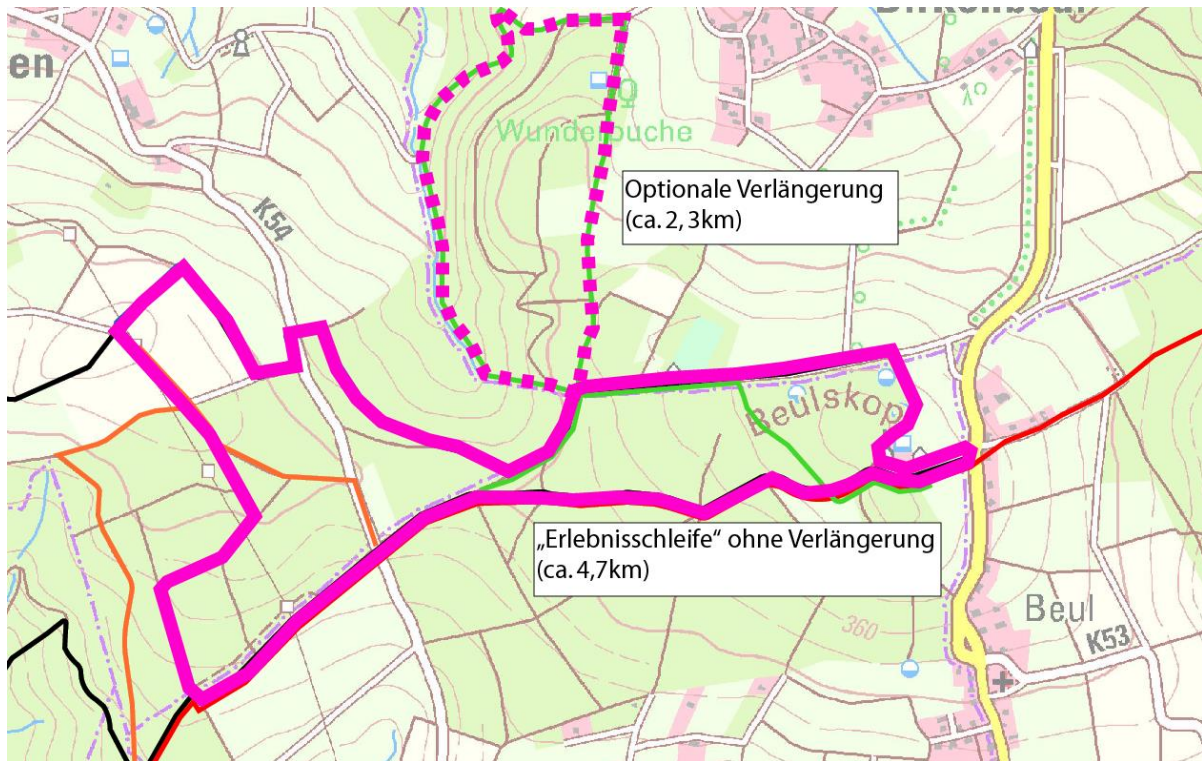 en
K54
Wunderbuche
Optionale Verlängerung
(ca. 2, 3km)
Beulskop
„Erlebnisschleife“ ohne Verlängerung
(ca. 4,7km)
360
Beul
K53